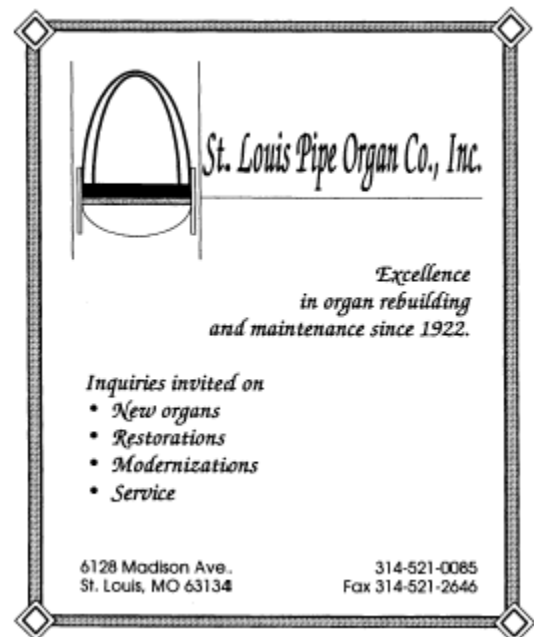 St. Louis Pipe Organ Co., Inc.
Excellence
in organ rebuilding
and maintenance since 1922.
Inquiries invited on
• New organs
• Restorations
• Modernizations
• Service
6128 Madison Ave..
St. Louis, MO 63134
314-521-0085
Fax 314-521-2646